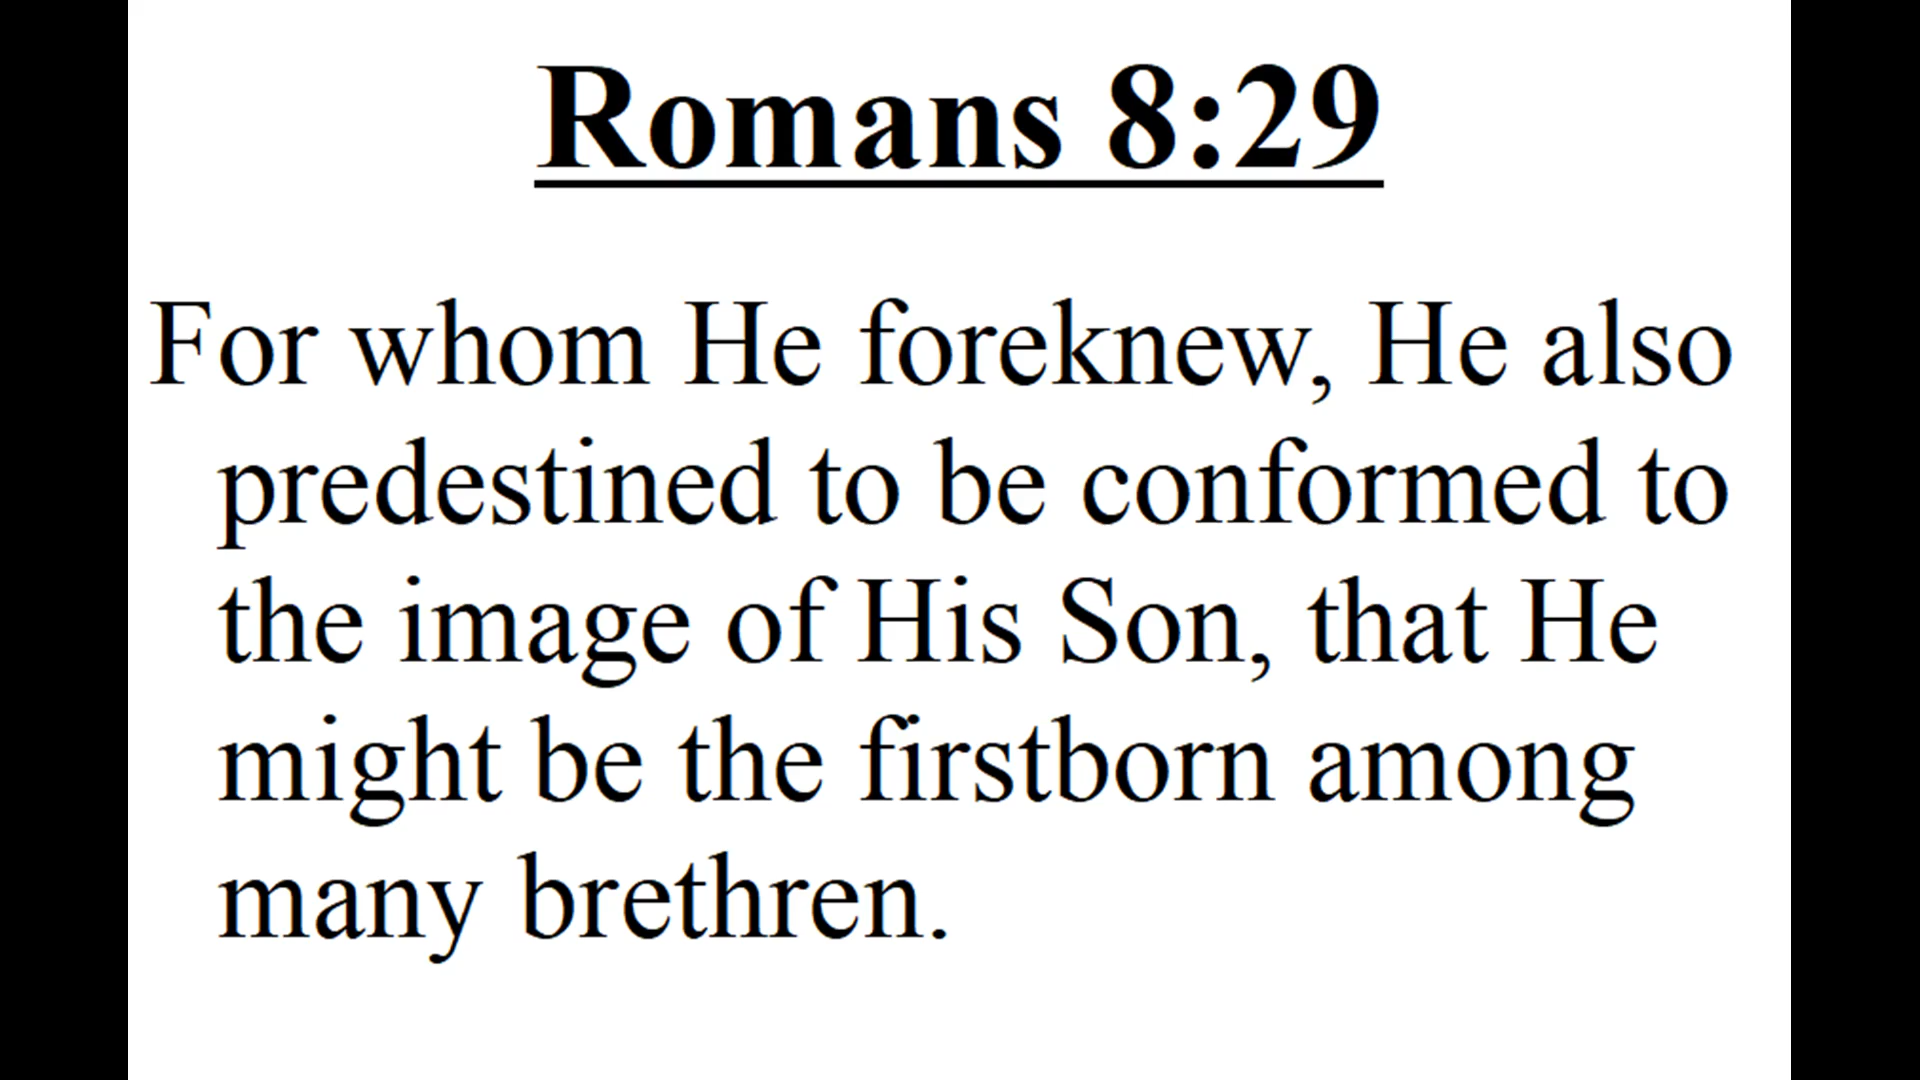 Romans 8:29
For whom He foreknew, He also
predestined to be conformed to
the image of His Son, that He
might be the firstborn among
many brethren.